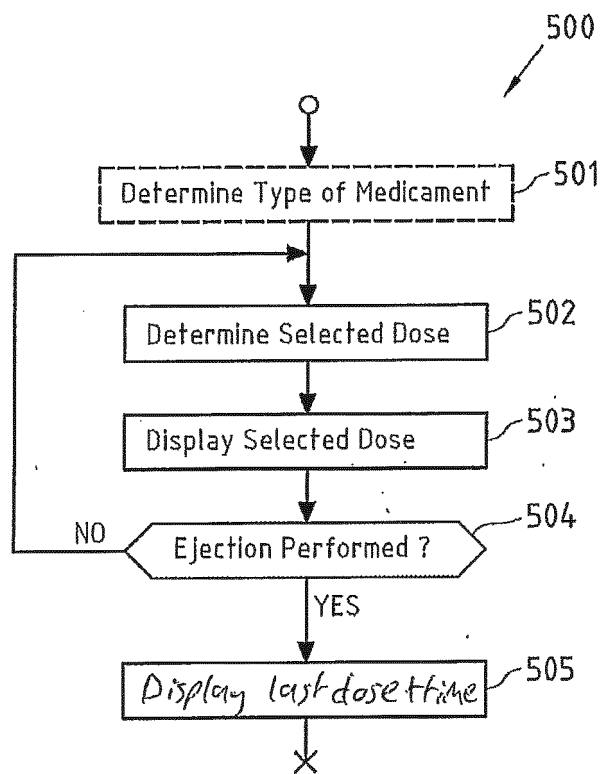 500
Determine Type of Medicament
501
Determine Selected Dose
502
Display Selected Dose
503
Ejection Performed ?
504
NO
YES
Display last dose + time
505